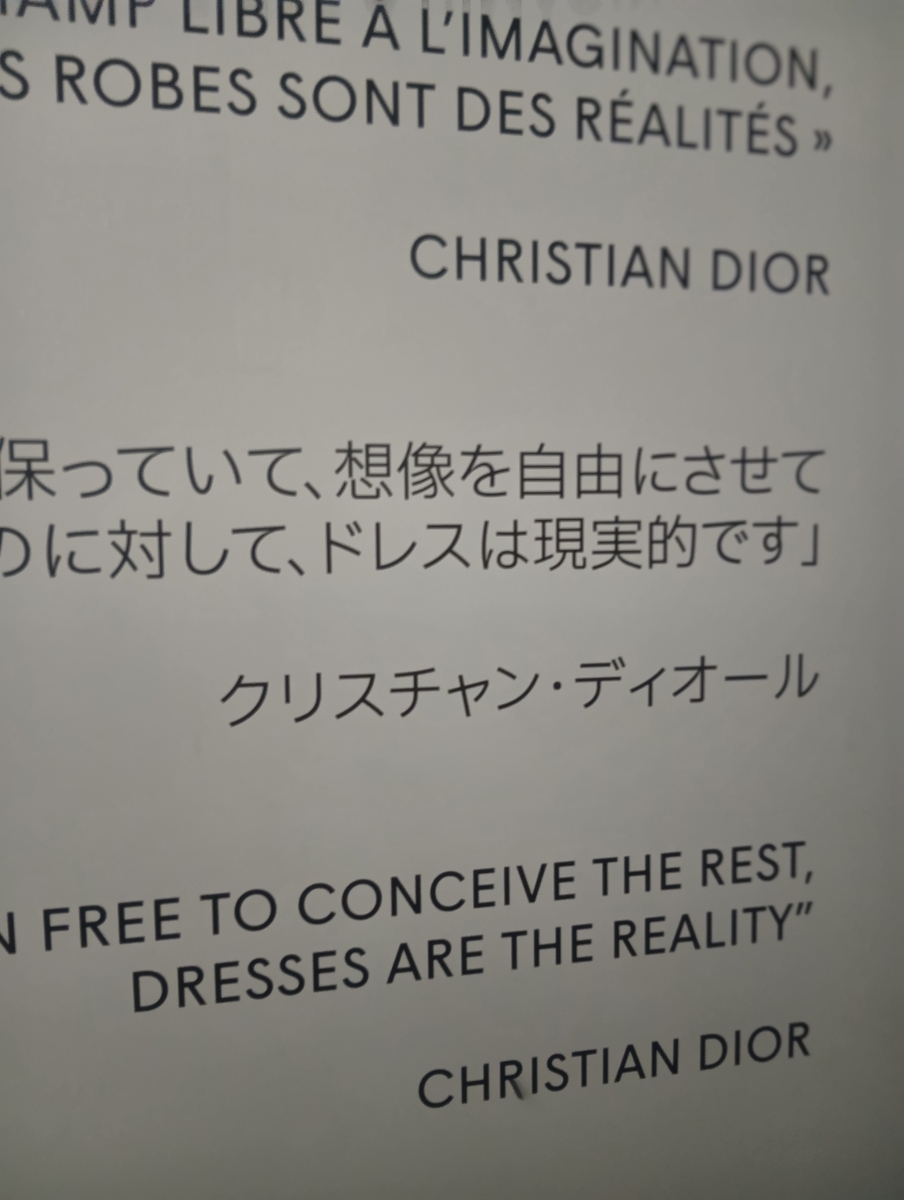 LIBRE À L'IMAGINATION,
ROBES SONT DES RÉALITÉS »
CHRISTIAN DIOR
保っていて、想像を自由にさせて
に対して、ドレスは現実的です」
クリスチャン・ディオール
FREE TO CONCEIVE THE REST,
DRESSES ARE THE REALITY”
CHRISTIAN DIOR